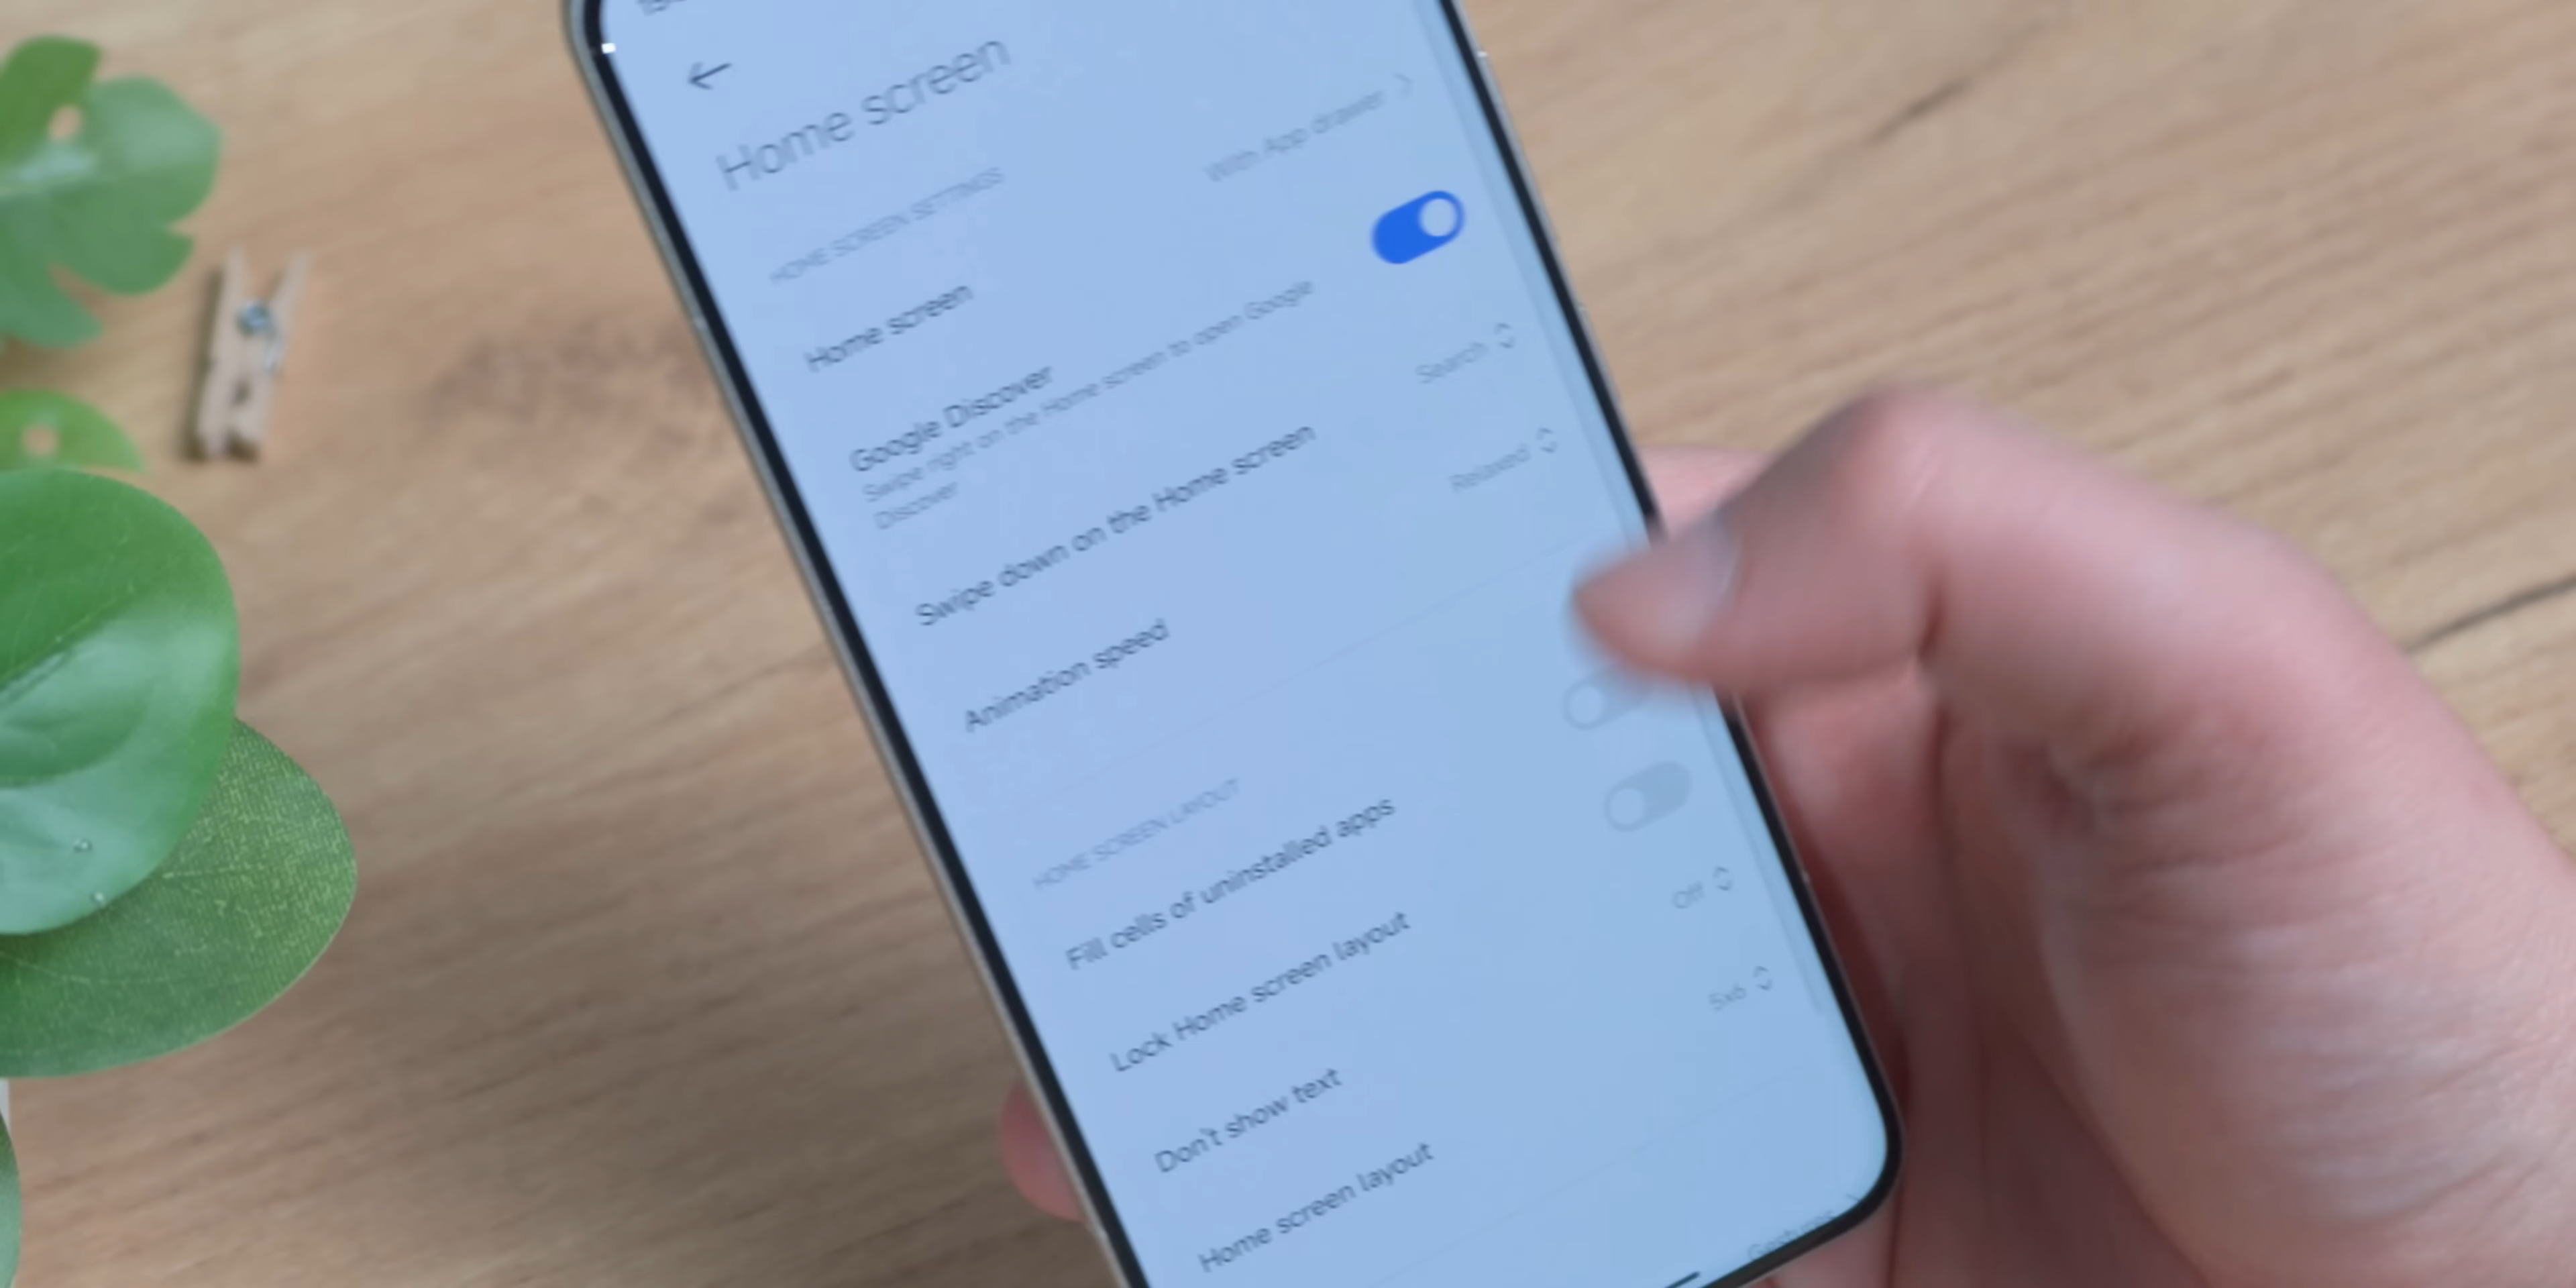 Home screen
HOME SCREEN SETTINGS
Home screen
With App drawer
Google Discover
Swipe right on the Home screen to open Google
Discover
Swipe down on the Home screen
Search
Animation speed
Relaxed
HOME SCREEN LAYOUT
Fill cells of uninstalled apps
Lock Home screen layout
Don't show text
Off
Home screen layout
5x6